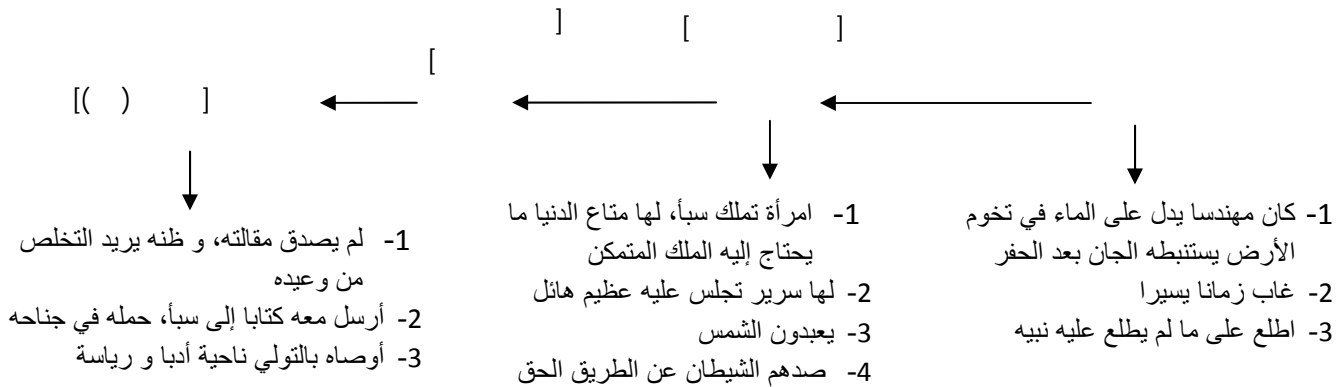 [ ] [
]
[ ( )]
1- كان مهندسا يدل على الماء في تخوم
الأرض يستنبطه الجان بعد الحفر
2- غاب زمانا يسيرا
3- اطلع على ما لم يطلع عليه نبيه
1- امرأة تملك سبأ، لها متاع الدنيا ما
يحتاج إليه الملك المتمكن
2- لها سرير تجلس عليه عظيم هائل
3- يعبدون الشمس
4- صدهم الشيطان عن الطريق الحق
1- لم يصدق مقالته، و ظنه يريد التخلص
من وعيده
2- أرسل معه كتابا إلى سبأ، حمله في جناحه
3- أوصاه بالتولي ناحية أدبا و رياسة